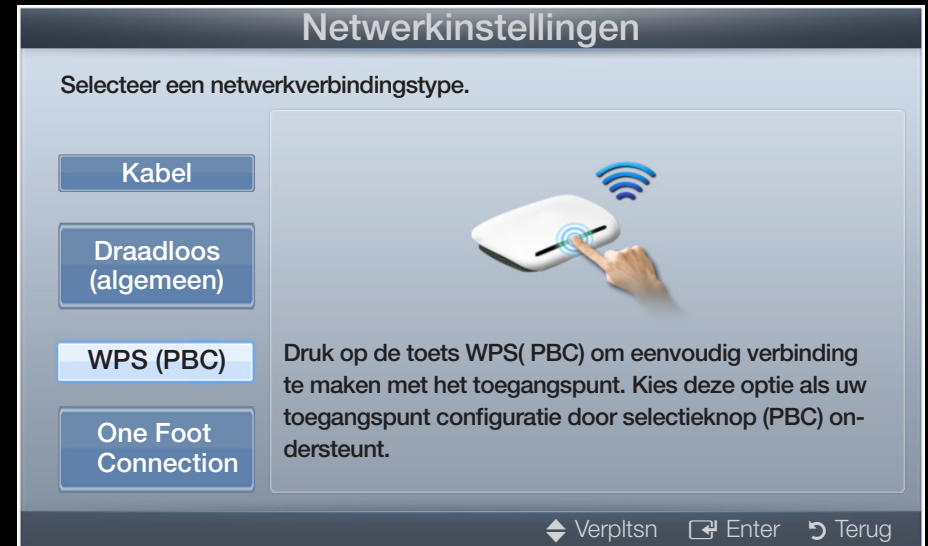 Netwerkinstellingen
Selecteer een netwerkverbindingstype.
Kabel
Draadloos
(algemeen)
WPS (PBC)
One Foot
Connection
Druk op de toets WPS( PBC) om eenvoudig verbinding
te maken met het toegangspunt. Kies deze optie als uw
toegangspunt configuratie door selectieknop (PBC) on-
dersteunt.
Verpltsn Enter Terug